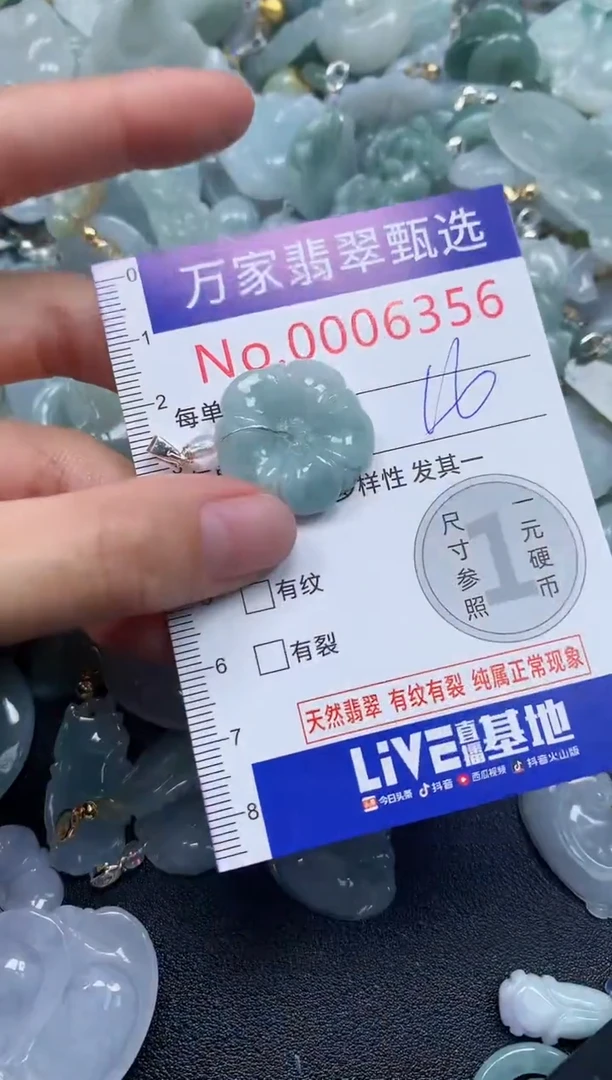 万家翡翠甄选
No.0006356
每单
16
多样性 发其一
一元硬币
尺寸参照
1
有纹
有裂
天然翡翠 有纹有裂 纯属正常现象
LiVE直播基地
今日头条 抖音 西瓜视频 抖音火山版
0
1
2
3
6
7
8